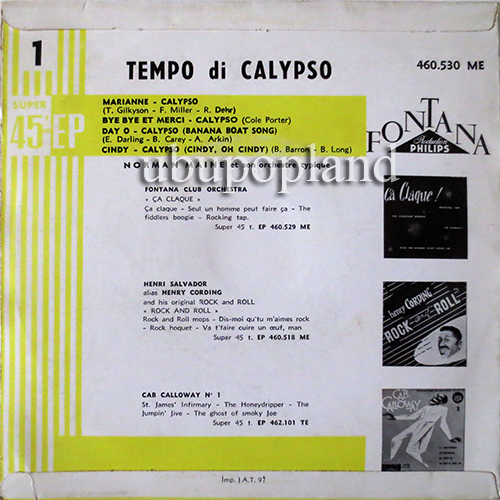 1
TEMPO di CALYPSO
460.530 ME
SUPER
45 EP
MARIANNE - CALYPSO
(T. Gilkyson - F. Miller - R. Dehr)
BYE BYE ET MERCI - CALYPSO (Cole Porter)
DAY O - CALYPSO (BANANA BOAT SONG)
(E. Darling - B. Carey - A. Arkin)
CINDY - CALYPSO (CINDY, OH CINDY) (B. Barron - B. Long)
FONTANA
Production
PHILIPS
NORMAN MAINE et son orchestre typique
ubupopland
FONTANA CLUB ORCHESTRA
« ÇA CLAQUE »
Ça claque - Seul un homme peut faire ça - The
fiddlers boogie - Rocking tap.
Super 45 t. EP 460.529 ME
Ça Claque!
HENRI SALVADOR
alias HENRY CORDING
and his original ROCK and ROLL
« ROCK AND ROLL »
Rock and Roll mops - Dis-moi qu'tu m'aimes rock
- Rock hoquet - Va t'faire cuire un œuf, man
Super 45 t. EP 460.518 ME
henry CORDING
ROCK and ROLL
CAB CALLOWAY N° 1
St. James' Infirmary - The Honeydripper - The
Jumpin' Jive - The ghost of smoky Joe
Super 45 t. EP 462.101 TE
CAB
CALLOWAY
Imp. J.A.T. 97